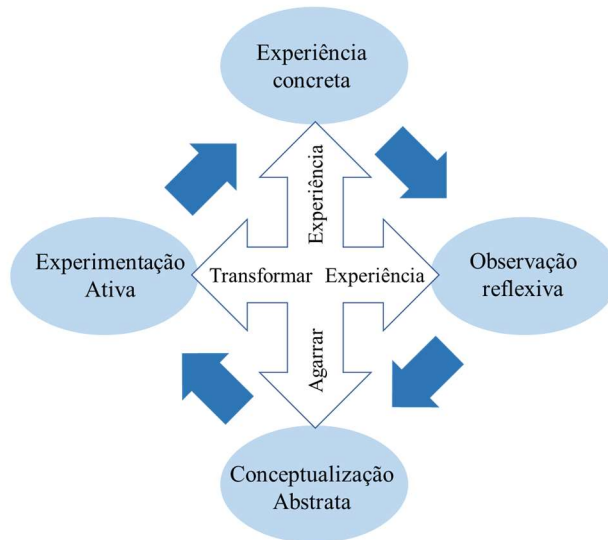 Experiência
concreta
Experiência
Experimentação
Ativa
Transformar Experiência
Observação
reflexiva
Agarrar
Conceptualização
Abstrata